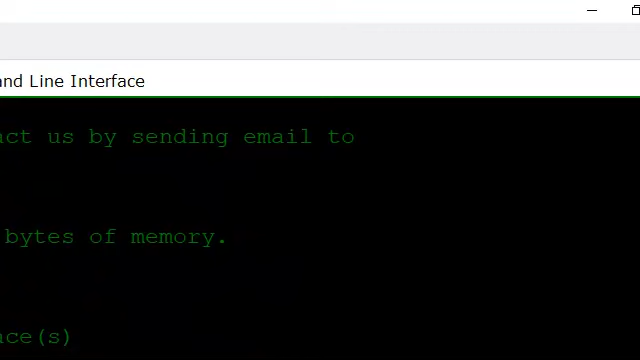 and Line Interface
act us by sending email to
bytes of memory.
ace(s)